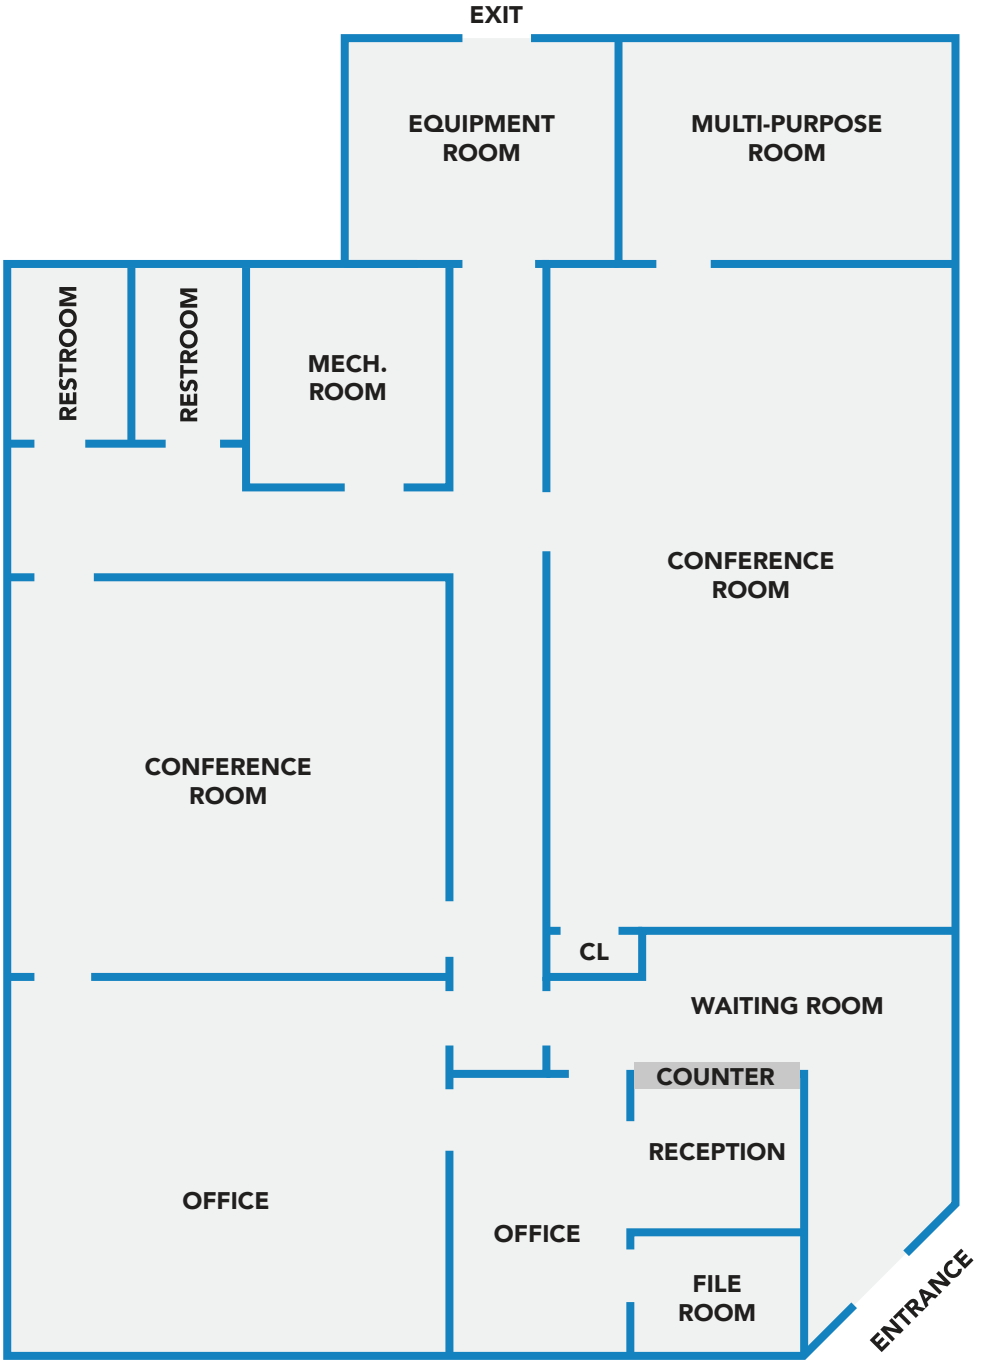 EXIT
EQUIPMENT
ROOM
MULTI-PURPOSE
ROOM
RESTROOM
RESTROOM
MECH.
ROOM
CONFERENCE
ROOM
CONFERENCE
ROOM
CL
WAITING ROOM
COUNTER
RECEPTION
OFFICE
OFFICE
FILE
ROOM
ENTRANCE